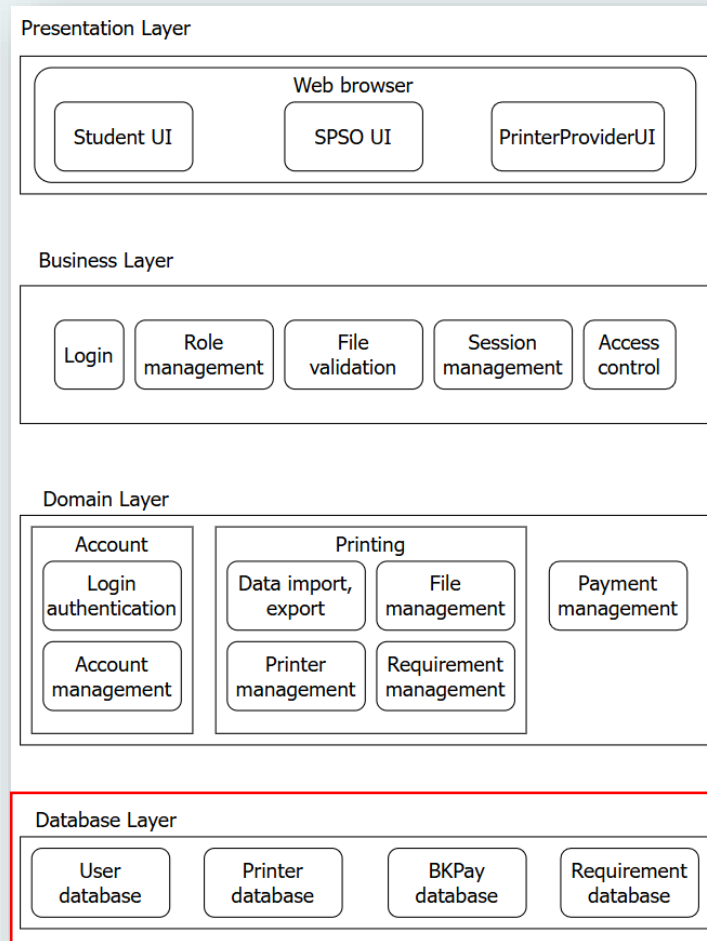 Presentation Layer
Web browser
Student UI
SPSO UI
PrinterProviderUI
Business Layer
Login
Role
management
File
validation
Session
management
Access
control
Domain Layer
Account
Login
authentication
Account
management
Printing
Data import,
export
File
management
Printer
management
Requirement
management
Payment
management
Database Layer
User
database
Printer
database
BKPay
database
Requirement
database